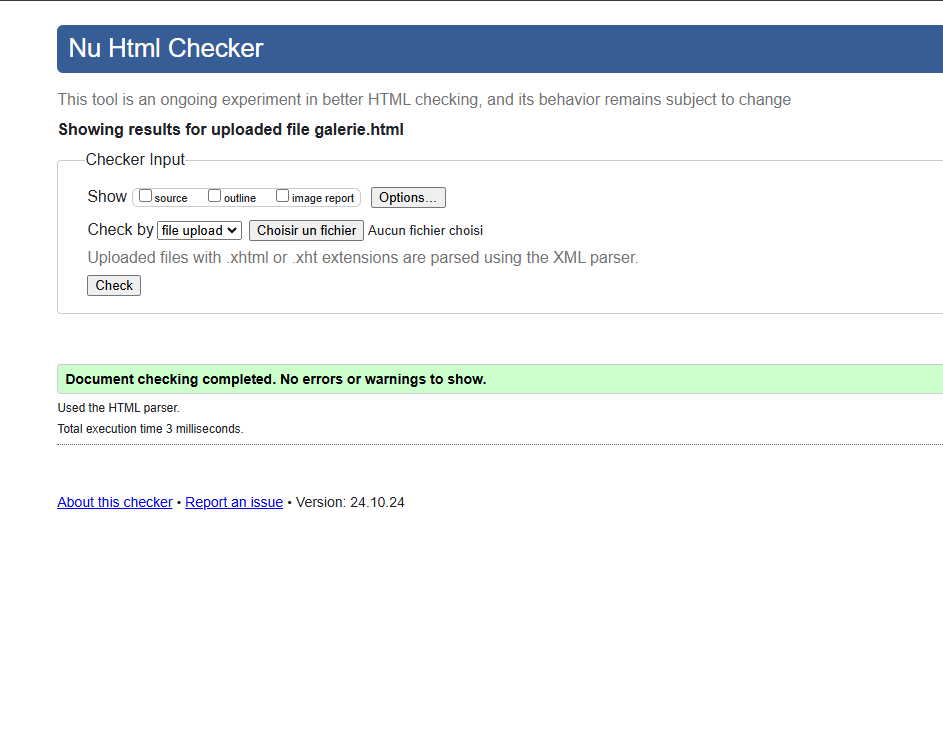 Nu Html Checker
This tool is an ongoing experiment in better HTML checking, and its behavior remains subject to change
Showing results for uploaded file galerie.html
Checker Input
Show source outline image report Options...
Check by file upload Choisir un fichier Aucun fichier choisi
Uploaded files with .xhtml or .xht extensions are parsed using the XML parser.
Check
Document checking completed. No errors or warnings to show.
Used the HTML parser.
Total execution time 3 milliseconds.
About this checker • Report an issue • Version: 24.10.24